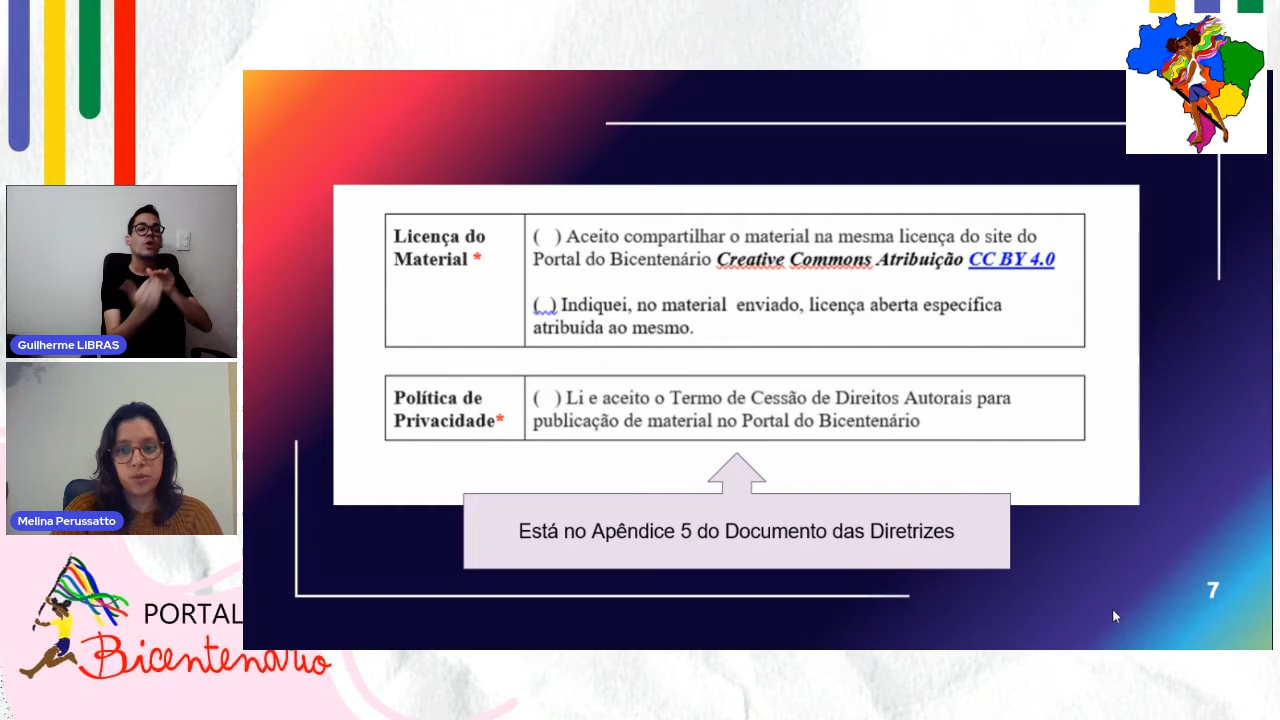 Licença do
Material *
( ) Aceito compartilhar o material na mesma licença do site do
Portal do Bicentenário Creative Commons Atribuição CC BY 4.0
( ) Indiquei, no material enviado, licença aberta específica
atribuída ao mesmo.
Política de
Privacidade*
( ) Li e aceito o Termo de Cessão de Direitos Autorais para
publicação de material no Portal do Bicentenário
Está no Apêndice 5 do Documento das Diretrizes
7
Guilherme LIBRAS
Melina Perussatto
PORTAL
Bicentenário